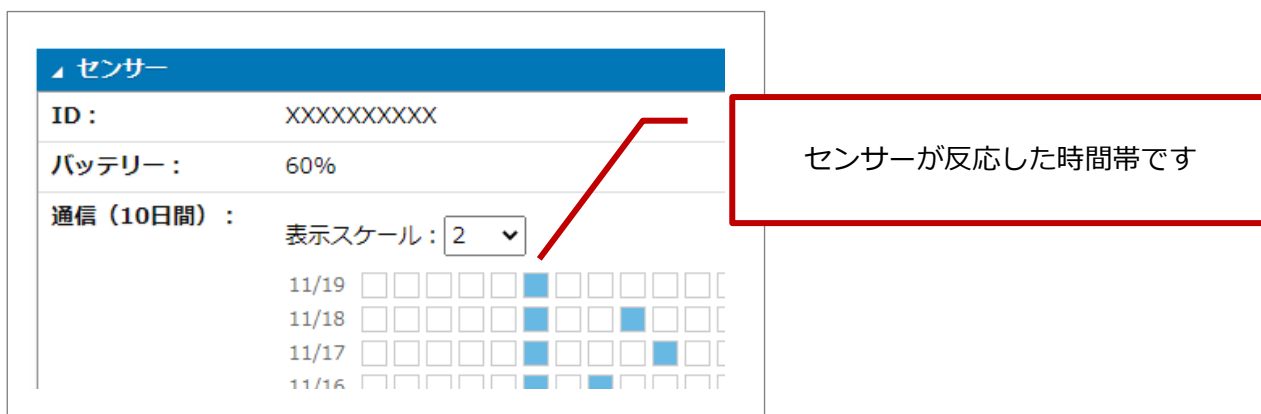 センサー
ID： XXXXXXXXXX
バッテリー： 60%
通信（10日間）：
表示スケール：2
11/19
11/18
11/17
11/16
センサーが反応した時間帯です